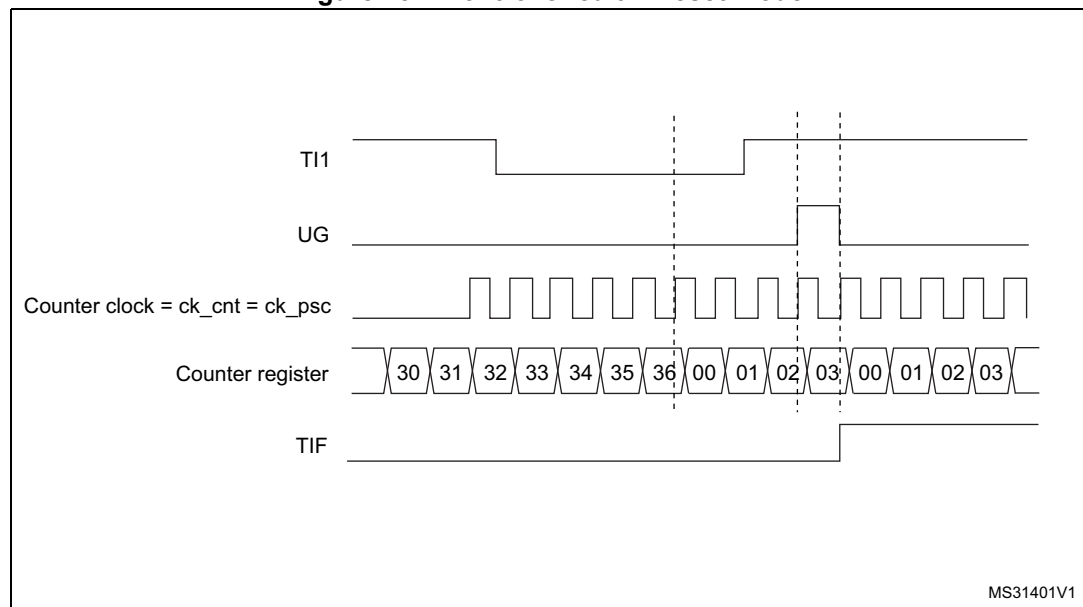 TI1
UG
Counter clock = ck_cnt = ck_psc
Counter register 30 31 32 33 34 35 36 00 01 02 03 00 01 02 03
TIF
MS31401V1